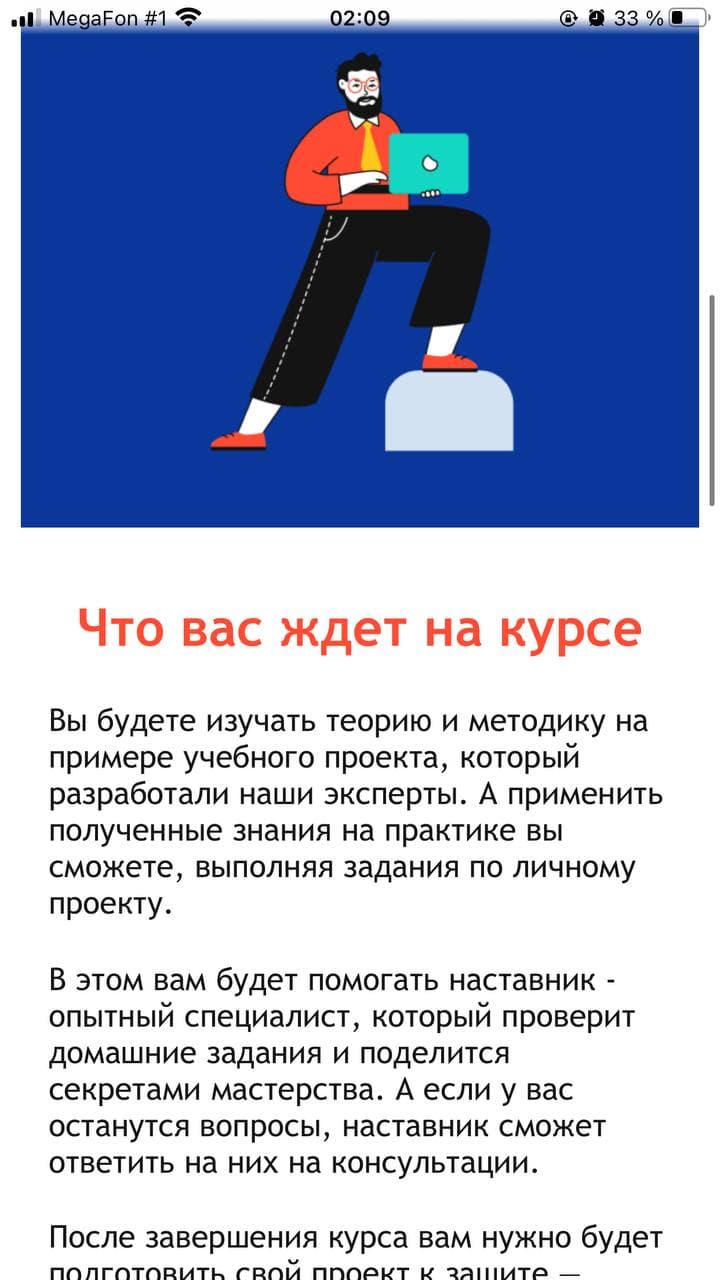 MegaFon #1 02:09 33 %
Что вас ждет на курсе
Вы будете изучать теорию и методику на
примере учебного проекта, который
разработали наши эксперты. А применить
полученные знания на практике вы
сможете, выполняя задания по личному
проекту.
В этом вам будет помогать наставник -
опытный специалист, который проверит
домашние задания и поделится
секретами мастерства. А если у вас
останутся вопросы, наставник сможет
ответить на них на консультации.
После завершения курса вам нужно будет
подготовить свой проект к защите —